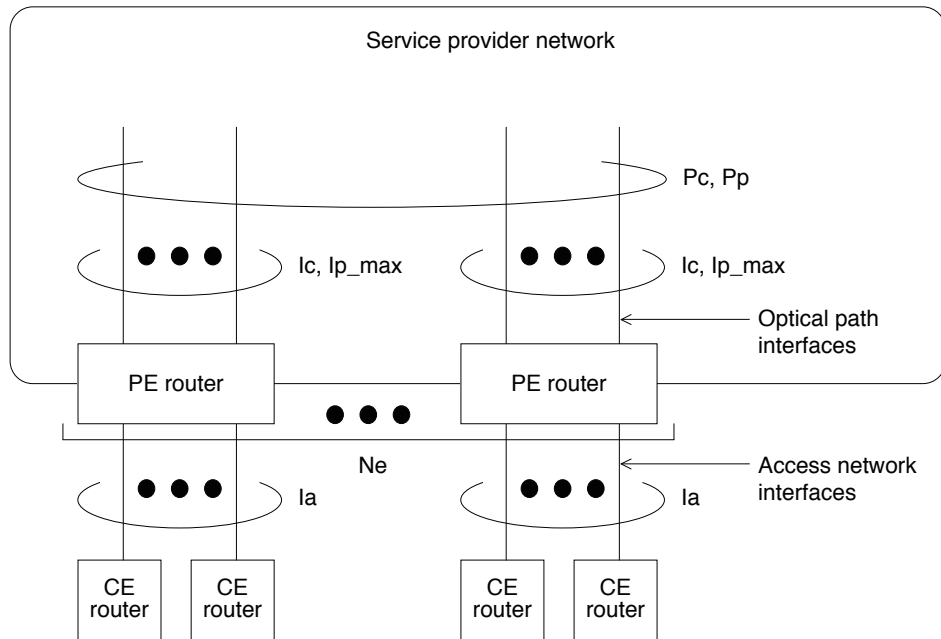 Service provider network
Pc, Pp
Ic, Ip_max
Ic, Ip_max
Optical path
interfaces
PE router
PE router
Ne
Access network
interfaces
Ia
Ia
CE
router
CE
router
CE
router
CE
router